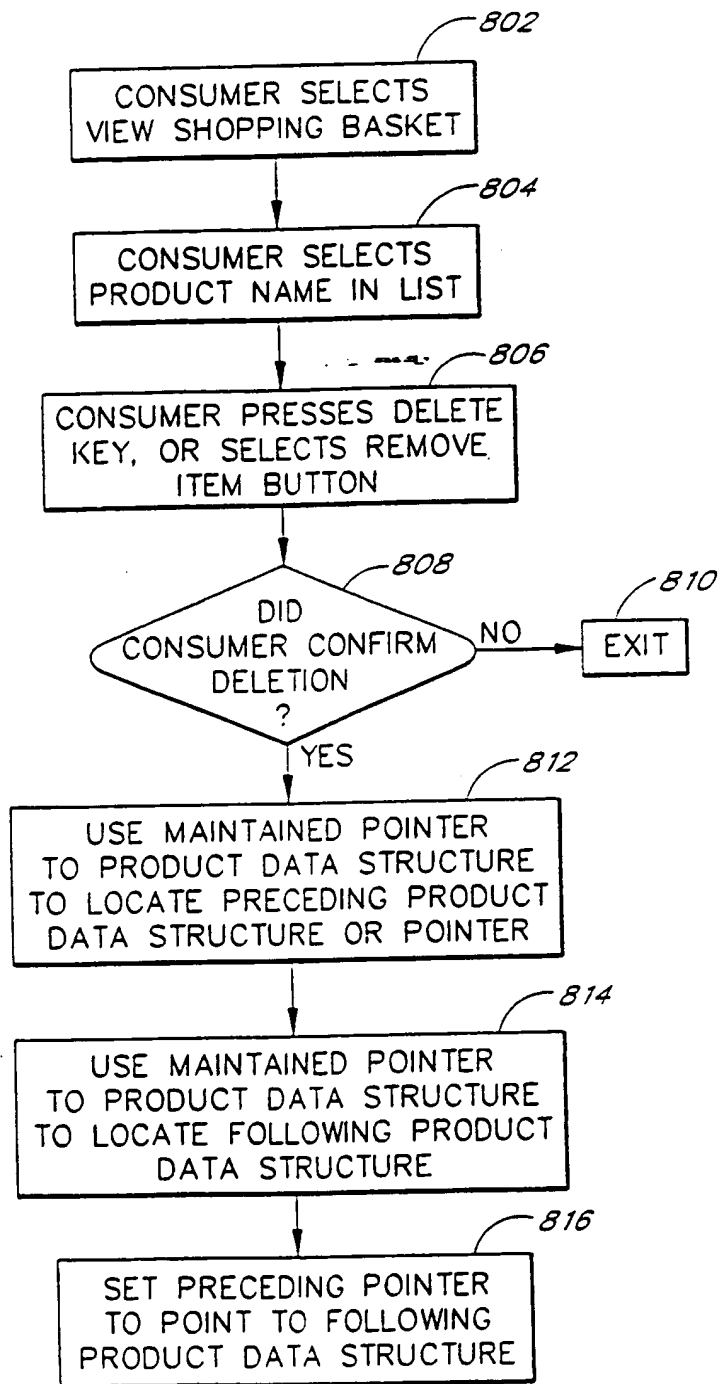 802
CONSUMER SELECTS
VIEW SHOPPING BASKET
804
CONSUMER SELECTS
PRODUCT NAME IN LIST
806
CONSUMER PRESSES DELETE
KEY, OR SELECTS REMOVE
ITEM BUTTON
808
DID
CONSUMER CONFIRM
DELETION
?
NO
810
EXIT
YES
812
USE MAINTAINED POINTER
TO PRODUCT DATA STRUCTURE
TO LOCATE PRECEDING PRODUCT
DATA STRUCTURE OR POINTER
814
USE MAINTAINED POINTER
TO PRODUCT DATA STRUCTURE
TO LOCATE FOLLOWING PRODUCT
DATA STRUCTURE
816
SET PRECEDING POINTER
TO POINT TO FOLLOWING
PRODUCT DATA STRUCTURE